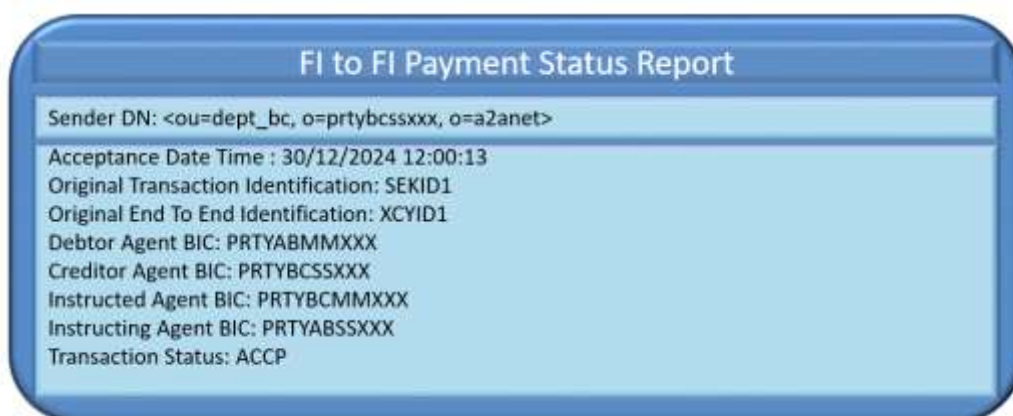 FI to FI Payment Status Report
Sender DN: <ou=dept_bc, o=prtybcssxxx, o=a2anet>
Acceptance Date Time : 30/12/2024 12:00:13
Original Transaction Identification: SEKID1
Original End To End Identification: XCYID1
Debtor Agent BIC: PRTYABMMXXX
Creditor Agent BIC: PRTYBCSSXXX
Instructed Agent BIC: PRTYBCMMXXX
Instructing Agent BIC: PRTYABSSXXX
Transaction Status: ACCP